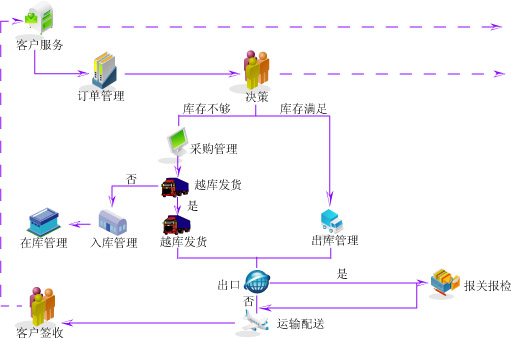 客户服务
订单管理
决策
库存不够
库存满足
采购管理
否
越库发货
是
在库管理
入库管理
越库发货
出库管理
出口
是
报关报检
否
客户签收
运输配送